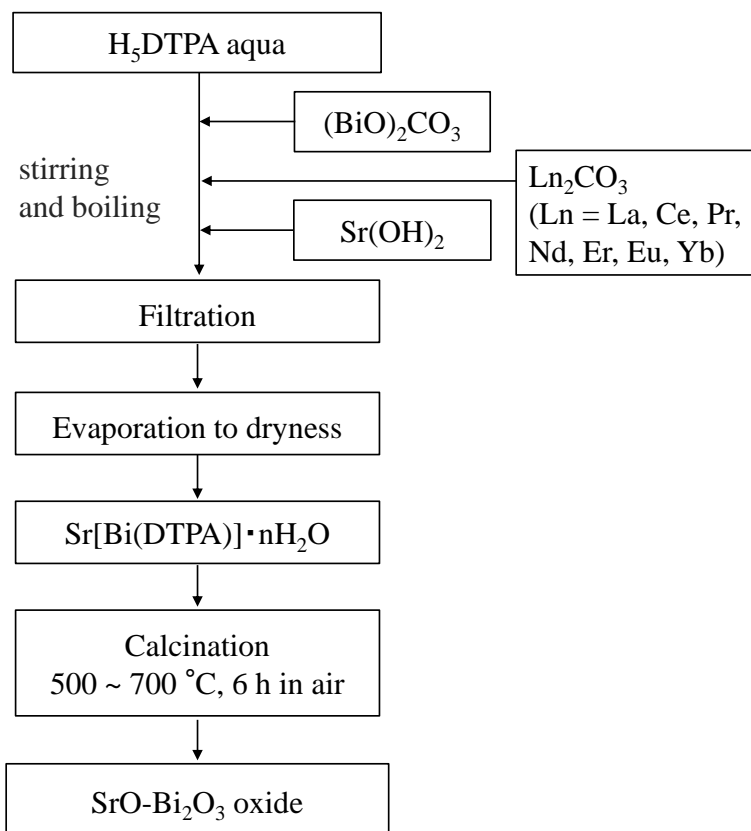 H₅DTPA aqua
(BiO)₂CO₃
stirring
and boiling
Ln₂CO₃
(Ln = La, Ce, Pr,
Nd, Er, Eu, Yb)
Sr(OH)₂
Filtration
Evaporation to dryness
Sr[Bi(DTPA)]･nH₂O
Calcination
500 ~ 700 ˚C, 6 h in air
SrO-Bi₂O₃ oxide